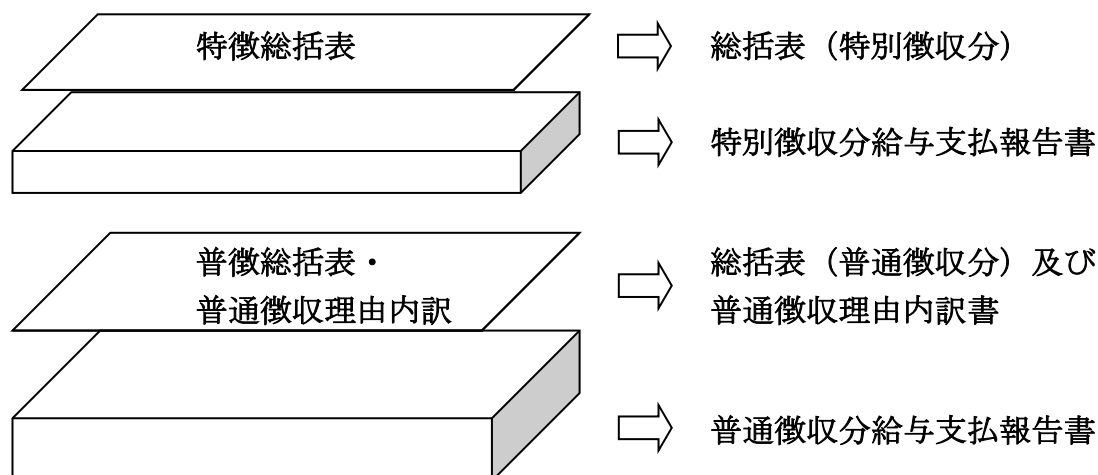 特徴総括表
総括表（特別徴収分）
特別徴収分給与支払報告書
普徴総括表・
普通徴収理由内訳
総括表（普通徴収分）及び
普通徴収理由内訳書
普通徴収分給与支払報告書